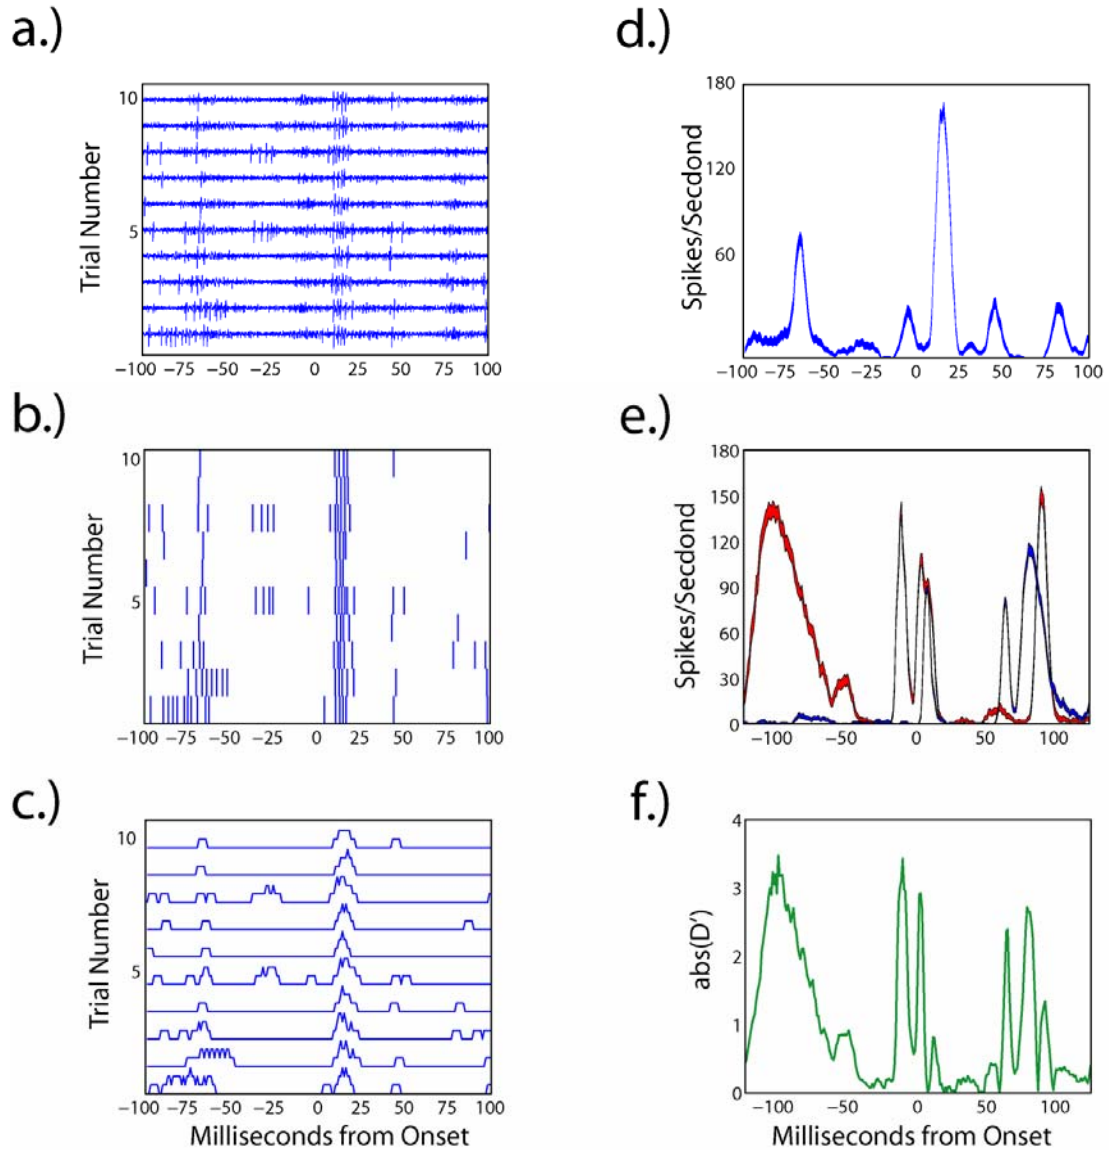 a.)
Trial Number
10
5
−100 −75 −50 −25 0 25 50 75 100
b.)
Trial Number
10
5
−100 −75 −50 −25 0 25 50 75 100
c.)
Trial Number
10
5
−100 −75 −50 −25 0 25 50 75 100
Milliseconds from Onset
d.)
Spikes/Secdond
180
120
60
−100 −75 −50 −25 0 25 50 75 100
e.)
Spikes/Secdond
180
150
120
90
60
30
0
−100 −50 0 50 100
f.)
abs(D')
4
3
2
1
0
−100 −50 0 50 100
Milliseconds from Onset